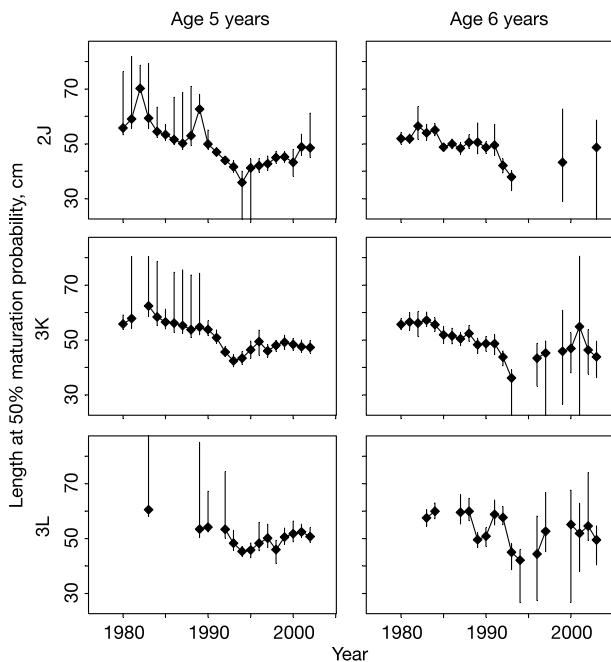 Age 5 years Age 6 years
Length at 50% maturation probability, cm
2J
70
50
30
3K
70
50
30
3L
70
50
30
1980 1990 2000 1980 1990 2000
Year